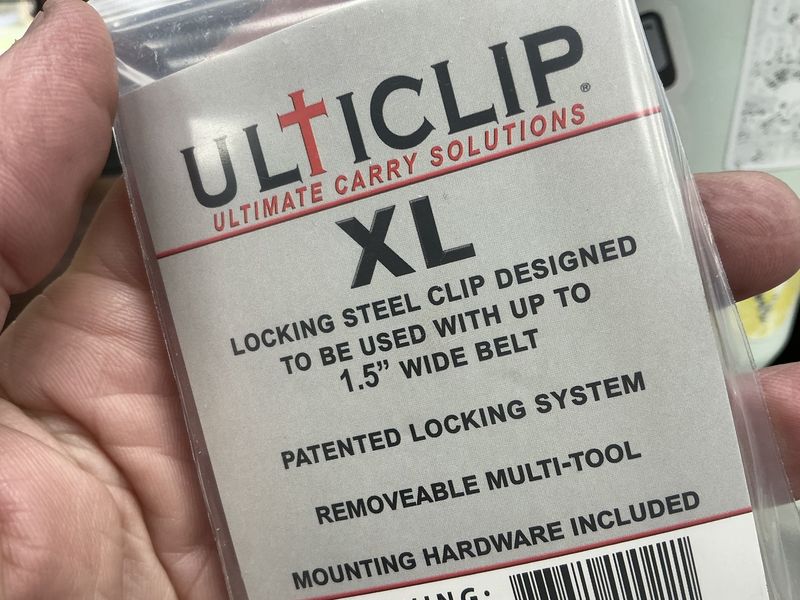 ULTICLIP®
ULTIMATE CARRY SOLUTIONS
XL
LOCKING STEEL CLIP DESIGNED
TO BE USED WITH UP TO
1.5” WIDE BELT
PATENTED LOCKING SYSTEM
REMOVEABLE MULTI-TOOL
MOUNTING HARDWARE INCLUDED